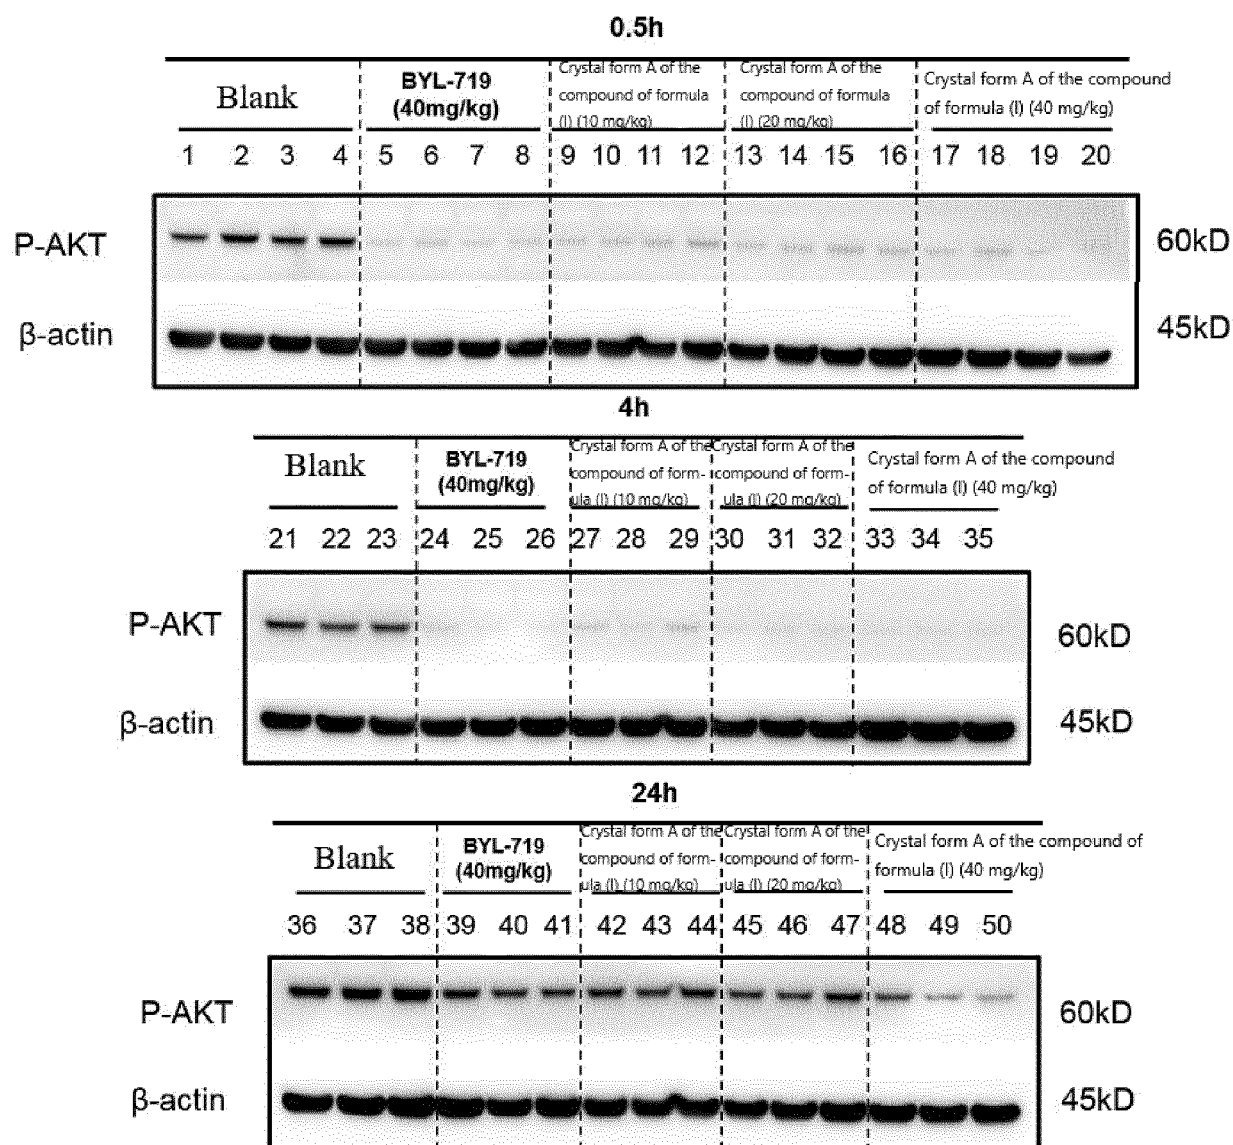 0.5h
Blank
BYL-719
(40mg/kg)
Crystal form A of the
compound of formula
(I) (10 mg/kg)
Crystal form A of the
compound of formula
(I) (20 mg/kg)
Crystal form A of the compound
of formula (I) (40 mg/kg)
1 2 3 4 5 6 7 8 9 10 11 12 13 14 15 16 17 18 19 20
P-AKT
60kD
β-actin
45kD
4h
Blank
BYL-719
(40mg/kg)
Crystal form A of the
compound of form-
ula (I) (10 mg/kg)
Crystal form A of the
compound of form-
ula (I) (20 mg/kg)
Crystal form A of the compound
of formula (I) (40 mg/kg)
21 22 23 24 25 26 27 28 29 30 31 32 33 34 35
P-AKT
60kD
β-actin
45kD
24h
Blank
BYL-719
(40mg/kg)
Crystal form A of the
compound of form-
ula (I) (10 mg/kg)
Crystal form A of the
compound of form-
ula (I) (20 mg/kg)
Crystal form A of the compound of
formula (I) (40 mg/kg)
36 37 38 39 40 41 42 43 44 45 46 47 48 49 50
P-AKT
60kD
β-actin
45kD